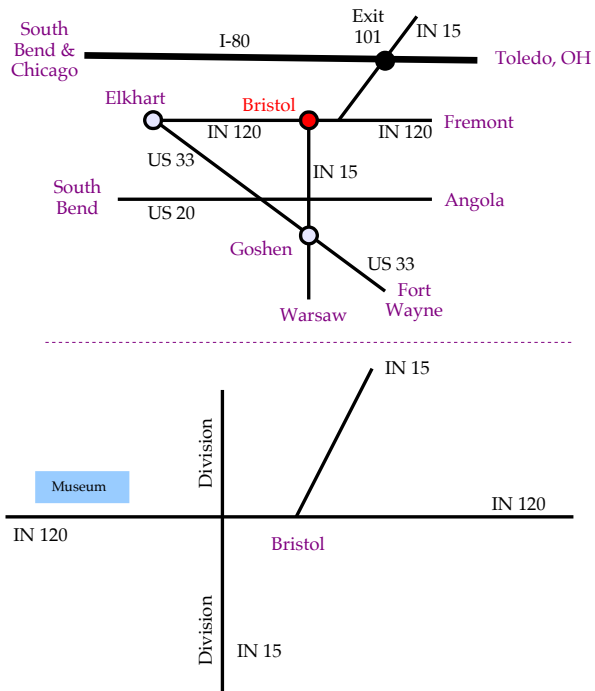 South
Bend &
Chicago
I-80
Exit
101
IN 15
Toledo, OH
Elkhart
Bristol
IN 120
IN 120
Fremont
US 33
IN 15
South
Bend
US 20
Angola
Goshen
US 33
Warsaw
Fort
Wayne
IN 15
Division
Museum
IN 120
IN 120
Bristol
Division
IN 15